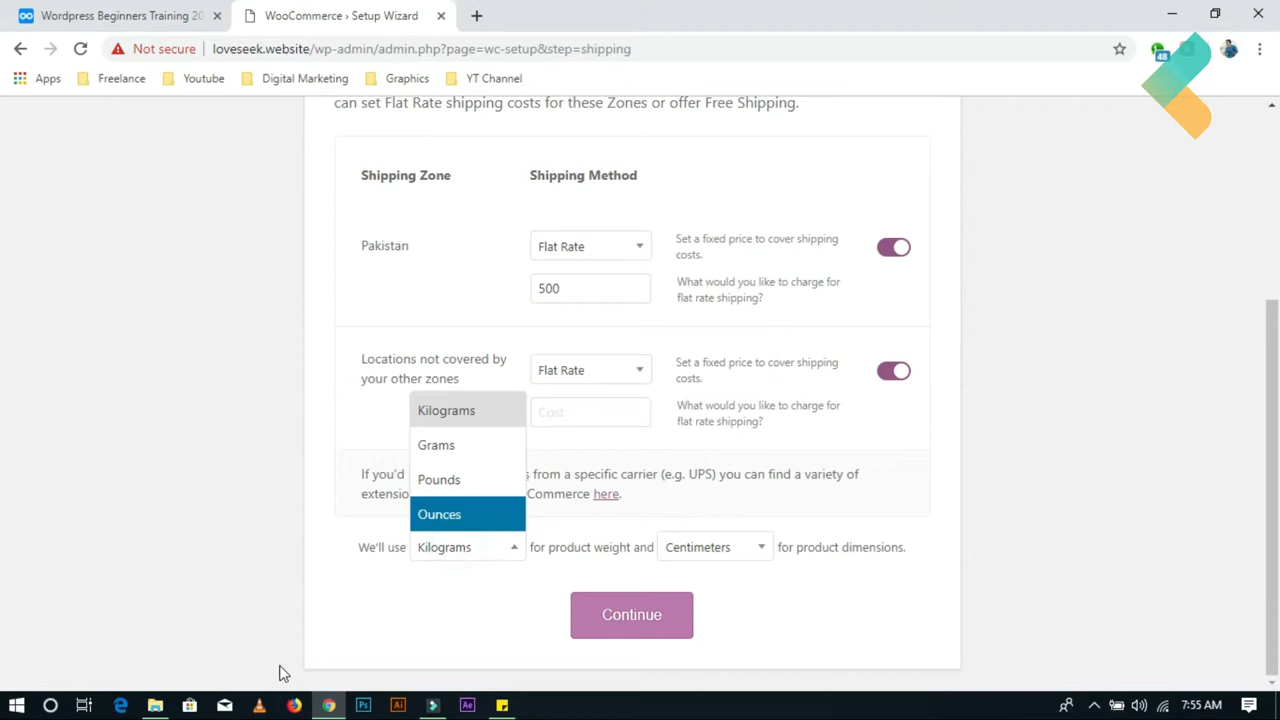 Wordpress Beginners Training 20
WooCommerce › Setup Wizard
Not secure
loveseek.website/wp-admin/admin.php?page=wc-setup&step=shipping
48
Apps
Freelance
Youtube
Digital Marketing
Graphics
YT Channel
can set Flat Rate shipping costs for these Zones or offer Free Shipping.
Shipping Zone
Shipping Method
Pakistan
Flat Rate
Set a fixed price to cover shipping
costs.
500
What would you like to charge for
flat rate shipping?
Locations not covered by
your other zones
Flat Rate
Set a fixed price to cover shipping
costs.
Cost
What would you like to charge for
flat rate shipping?
Kilograms
Grams
Pounds
Ounces
If you'd
s from a specific carrier (e.g. UPS) you can find a variety of
extensio
Commerce here.
We'll use Kilograms for product weight and Centimeters for product dimensions.
Continue
Ps
Ai
Ae
7:55 AM